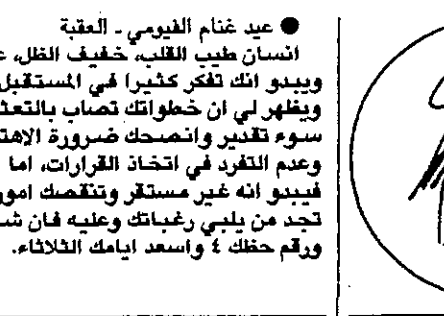 ● عيد غنام الفيومي ـ العقبة
انسان طيب القلب، خفيف الظل،
ويبدو انك تفكر كثيرا في المستقبل
ويظهر لي ان خطواتك تصاب بالتعث
سوء تقدير وانصحك ضرورة الاهت
وعدم التفرد في اتخاذ القرارات، اما
فيبدو انه غير مستقر وتنقصك امور
تجد من يلبي رغباتك وعليه فان ش
ورقم حظك ٤ واسعد ايامك الثلاثاء.